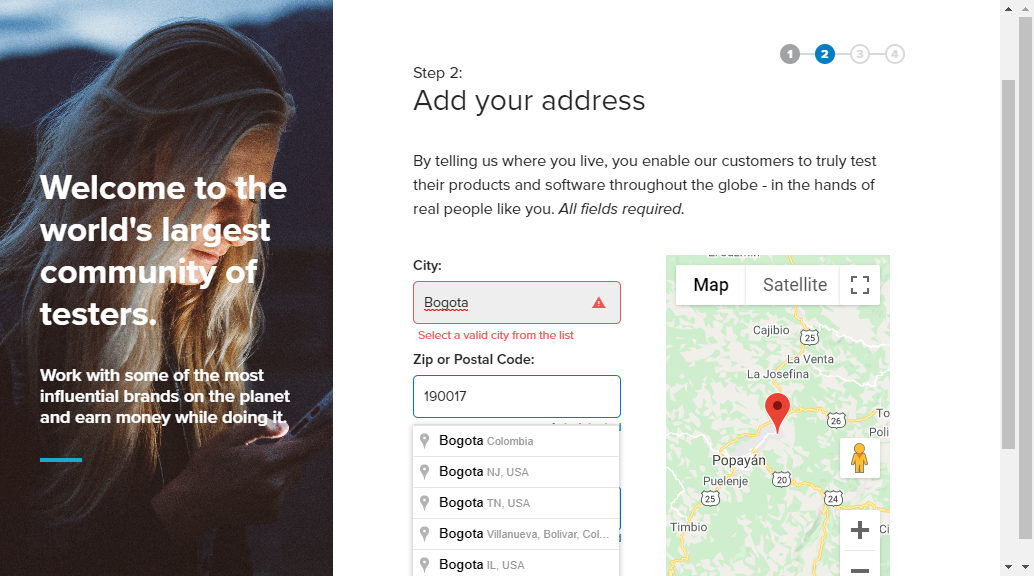 Welcome to the
world's largest
community of
testers.
Work with some of the most
influential brands on the planet
and earn money while doing it.
1 2 3 4
Step 2:
Add your address
By telling us where you live, you enable our customers to truly test
their products and software throughout the globe - in the hands of
real people like you. All fields required.
City:
Bogota
Select a valid city from the list
Zip or Postal Code:
190017
Bogota Colombia
Bogota NJ, USA
Bogota TN, USA
Bogota Villanueva, Bolivar, Col...
Bogota IL, USA
Map
Satellite
Cajibio
25
La Venta
La Josefina
26
To
Poli
Popayán
20
Puelenje
25
24
Timbio
Ci